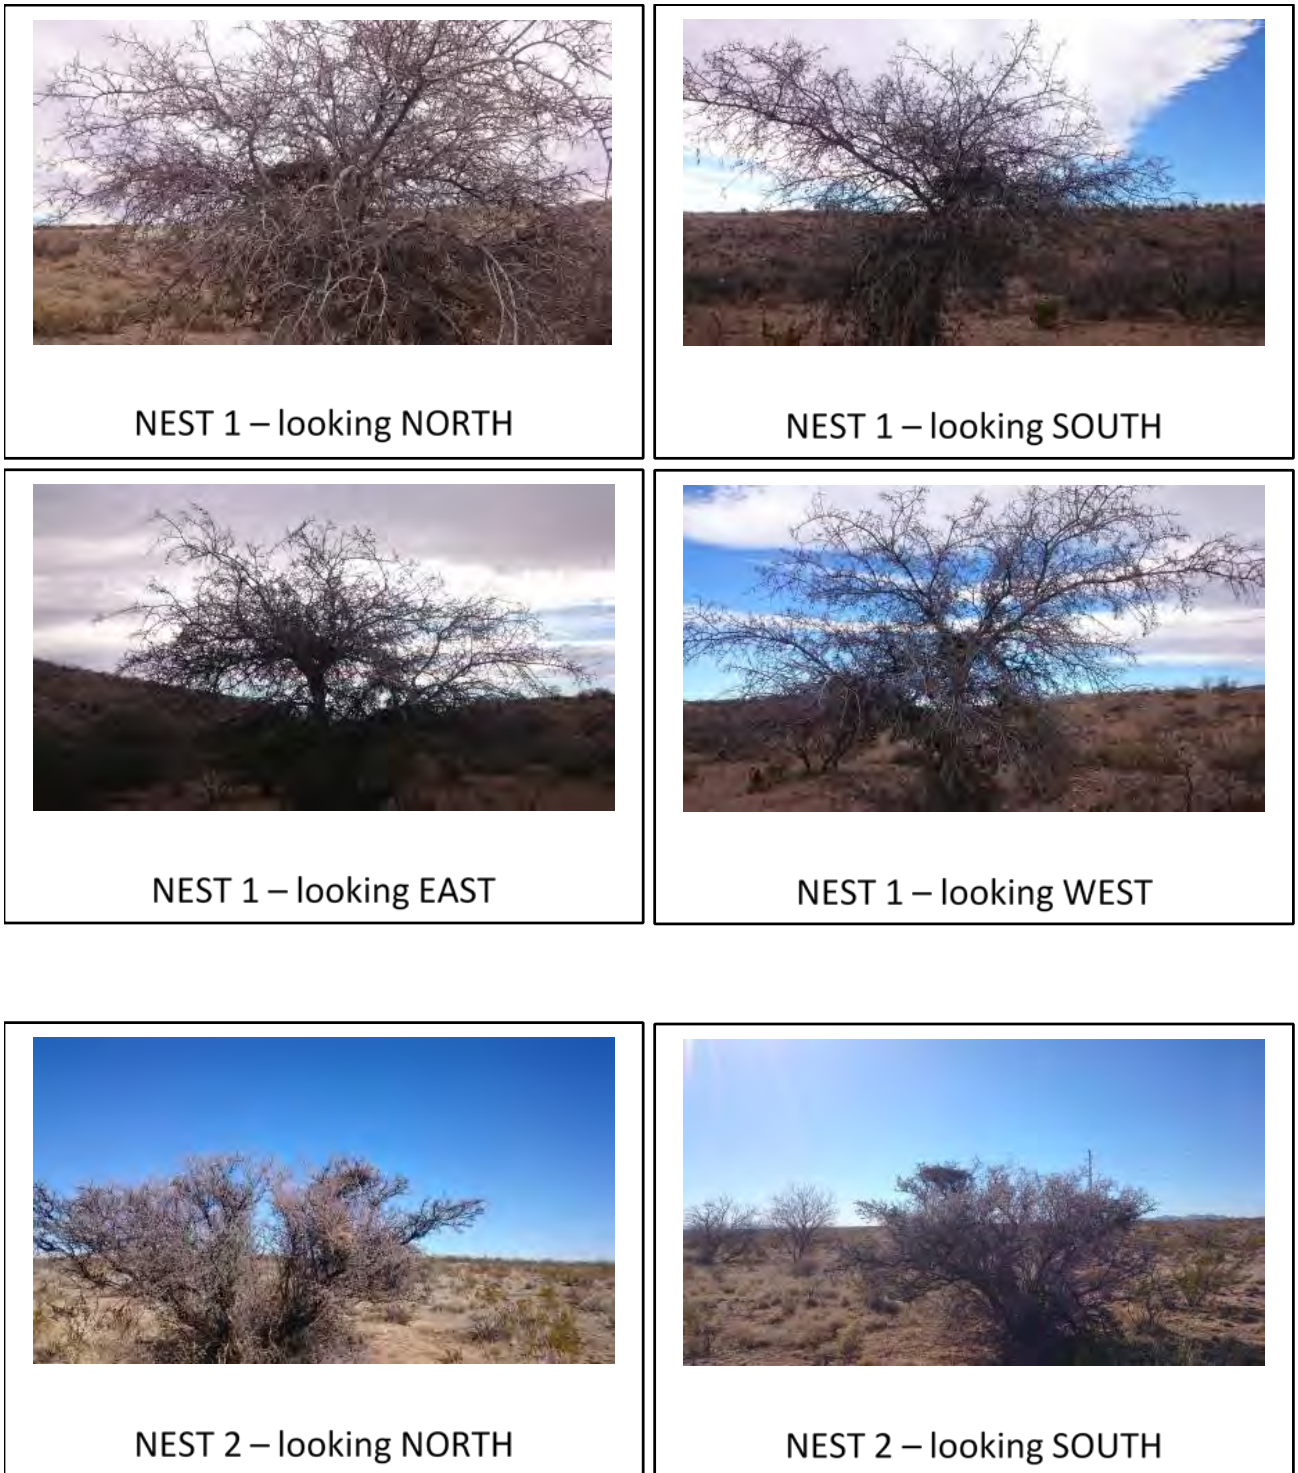 NEST 1 – looking NORTH
NEST 1 – looking SOUTH
NEST 1 – looking EAST
NEST 1 – looking WEST
NEST 2 – looking NORTH
NEST 2 – looking SOUTH